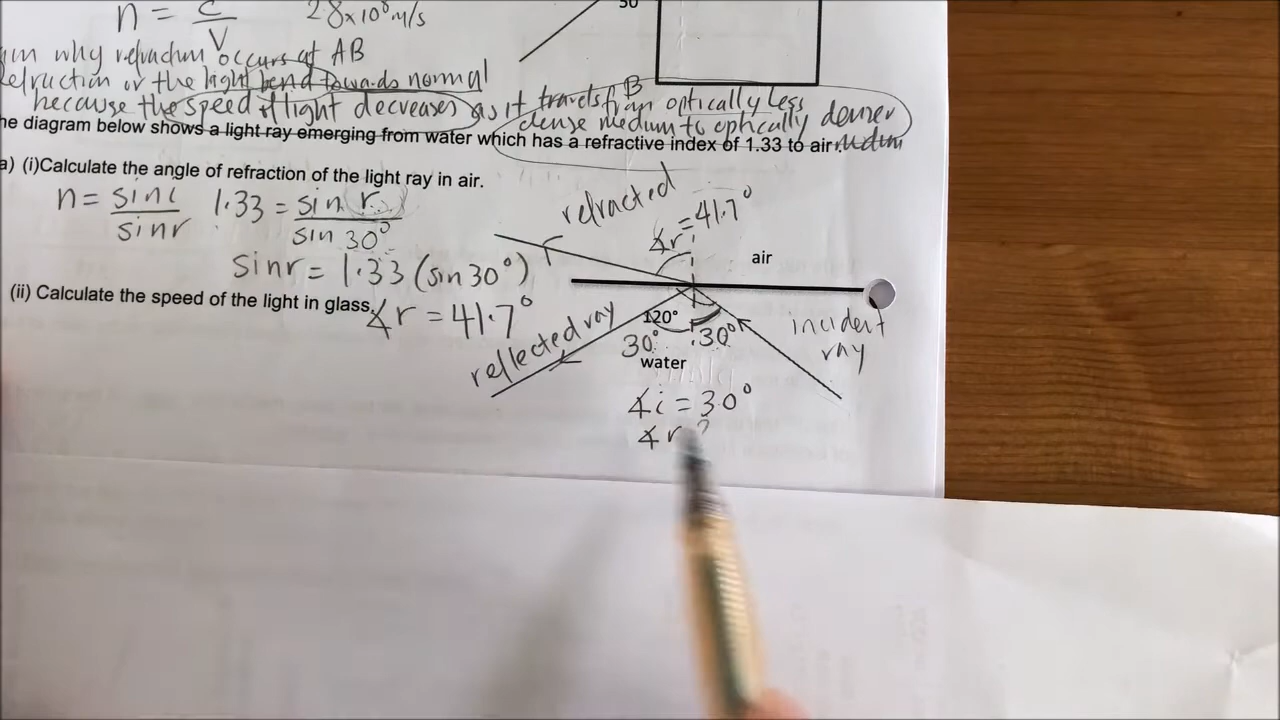 n = c/v 2.8x10⁸ m/s
50
why refraction occurs at AB
Refraction or the light bend towards normal
because the speed of light decreases as it travels from optically less
B
dense medium to optically denser
medium
he diagram below shows a light ray emerging from water which has a refractive index of 1.33 to air
a) (i)Calculate the angle of refraction of the light ray in air.
n = sin i / sin r 1.33 = sin r / sin 30°
sin r = 1.33 (sin 30°)
(ii) Calculate the speed of the light in glass.
∡r = 41.7°
refracted
∡r = 41.7°
air
120°
30° 30°
reflected ray
incident
ray
water
∡i = 30°
∡r ?